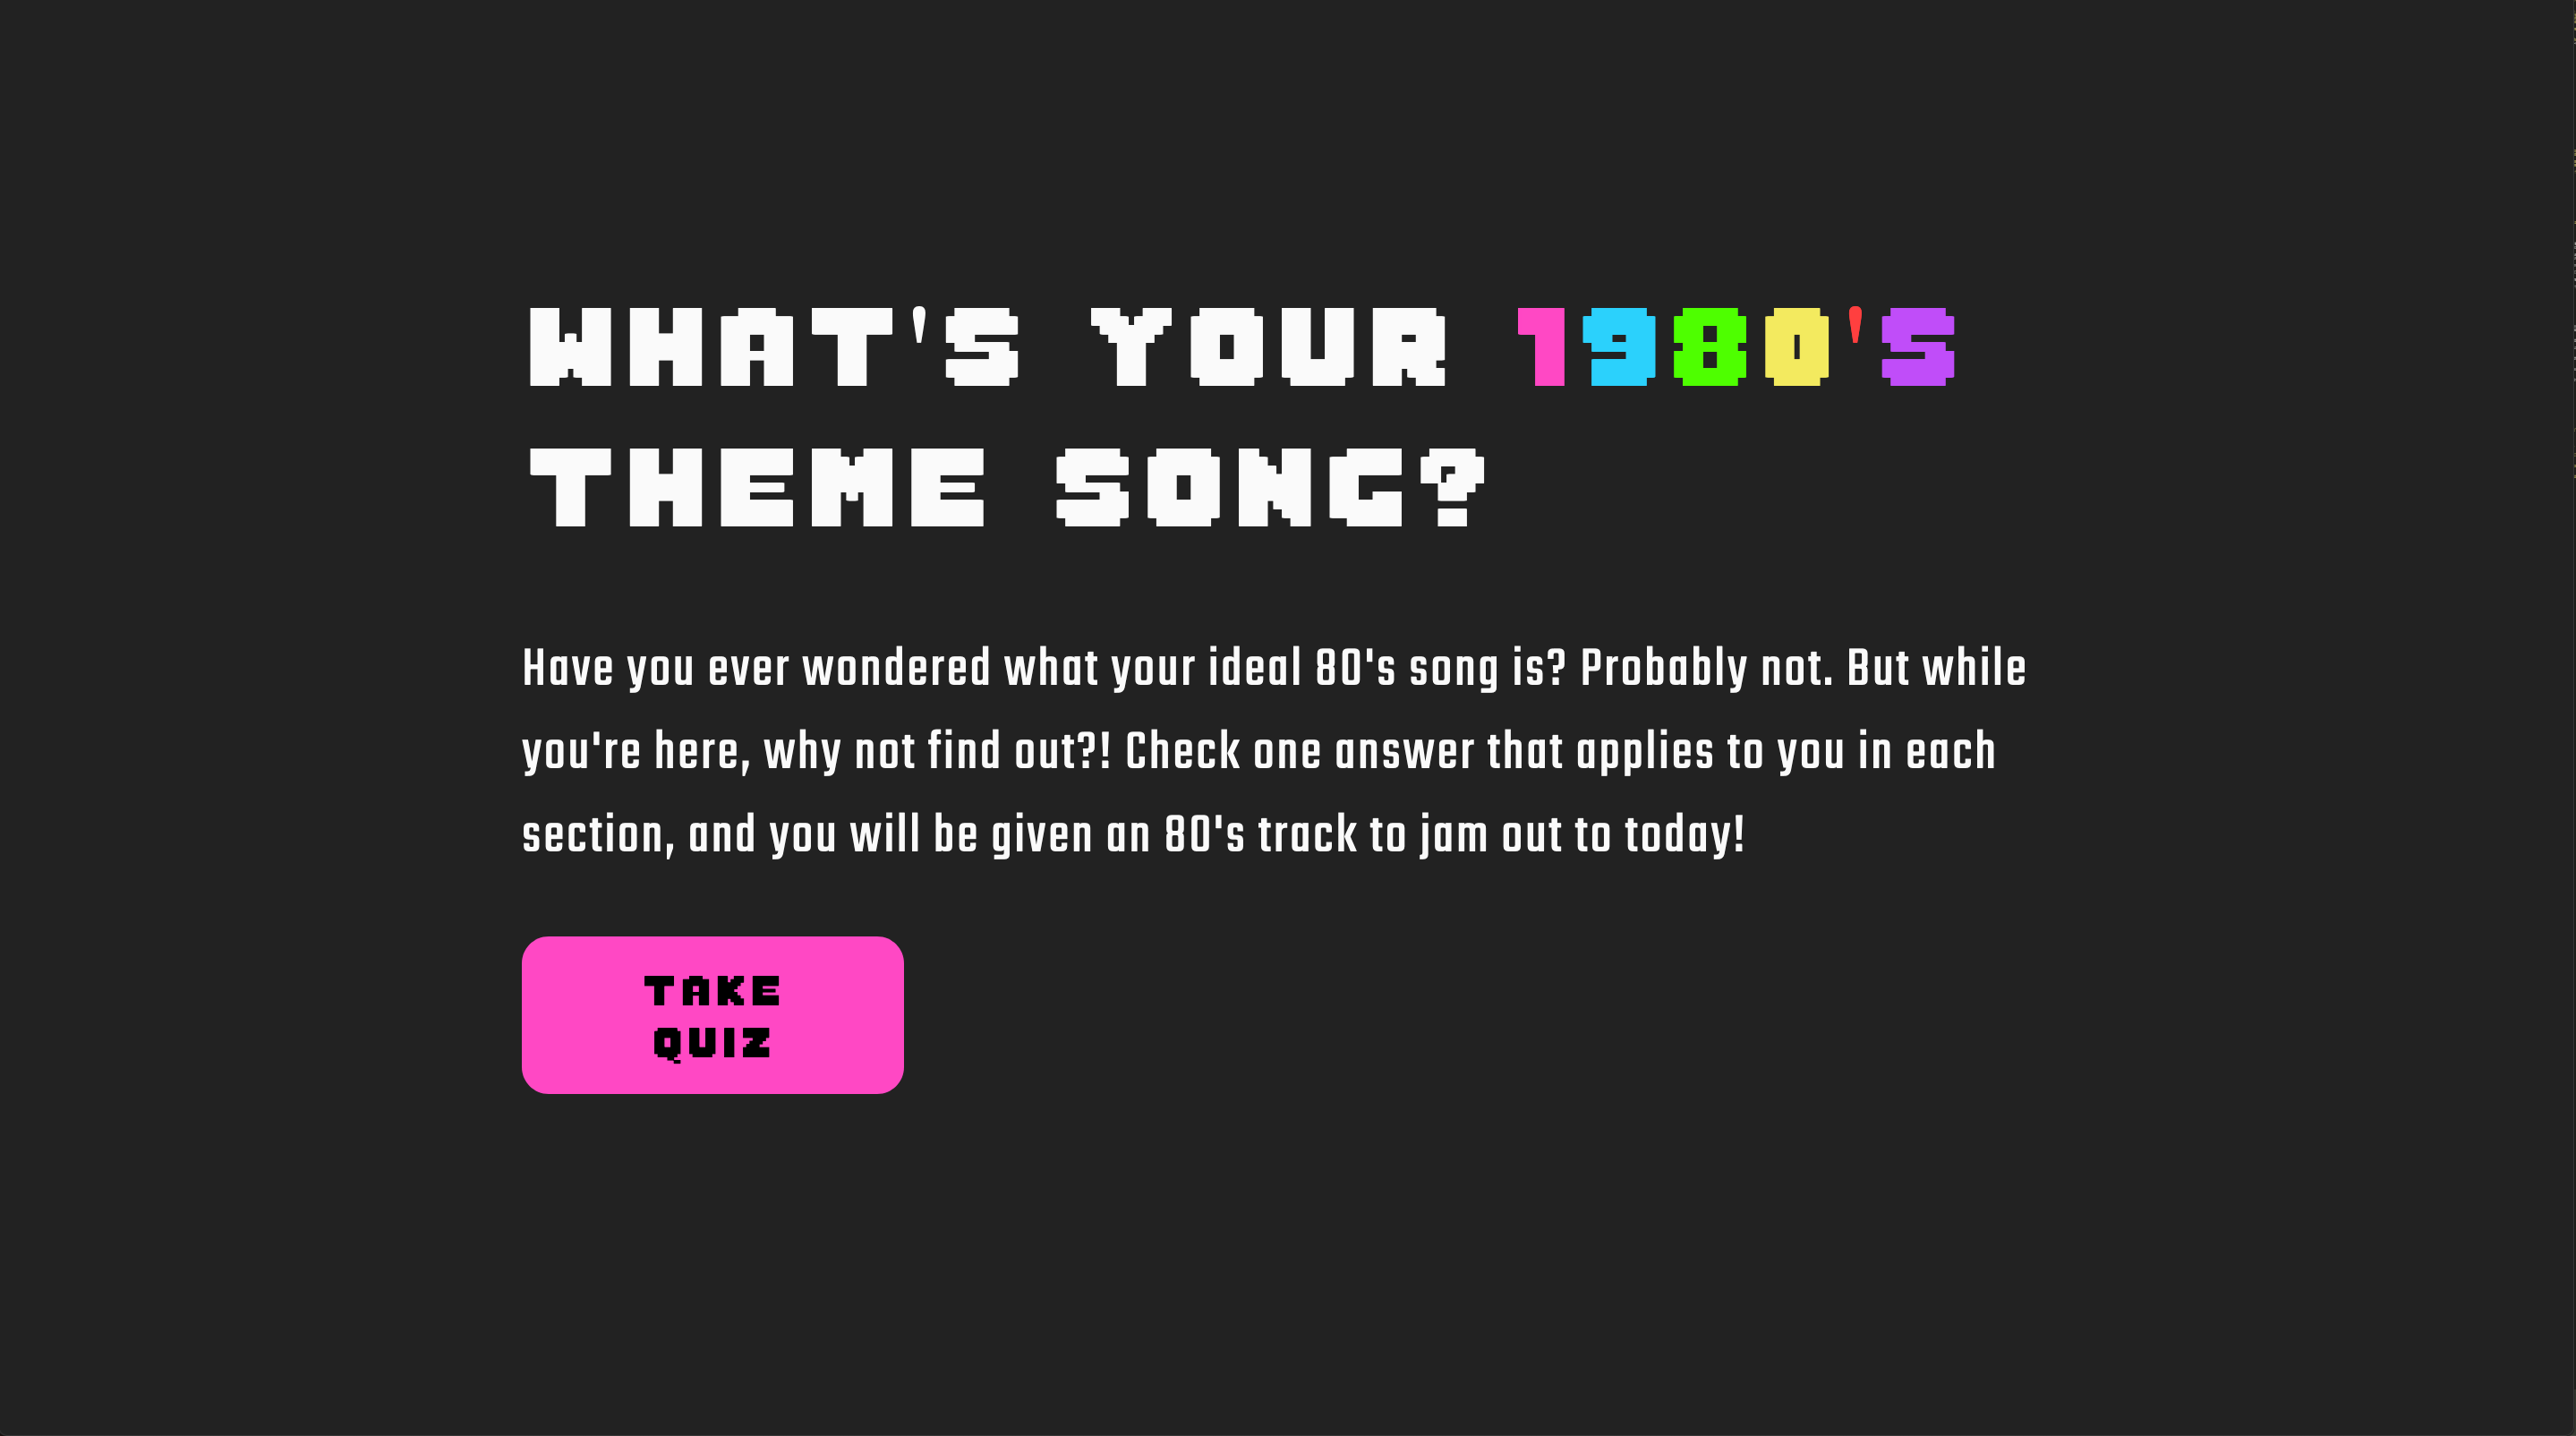 WHAT'S YOUR 1980'S
THEME SONG?
Have you ever wondered what your ideal 80's song is? Probably not. But while
you're here, why not find out?! Check one answer that applies to you in each
section, and you will be given an 80's track to jam out to today!
TAKE
QUIZ